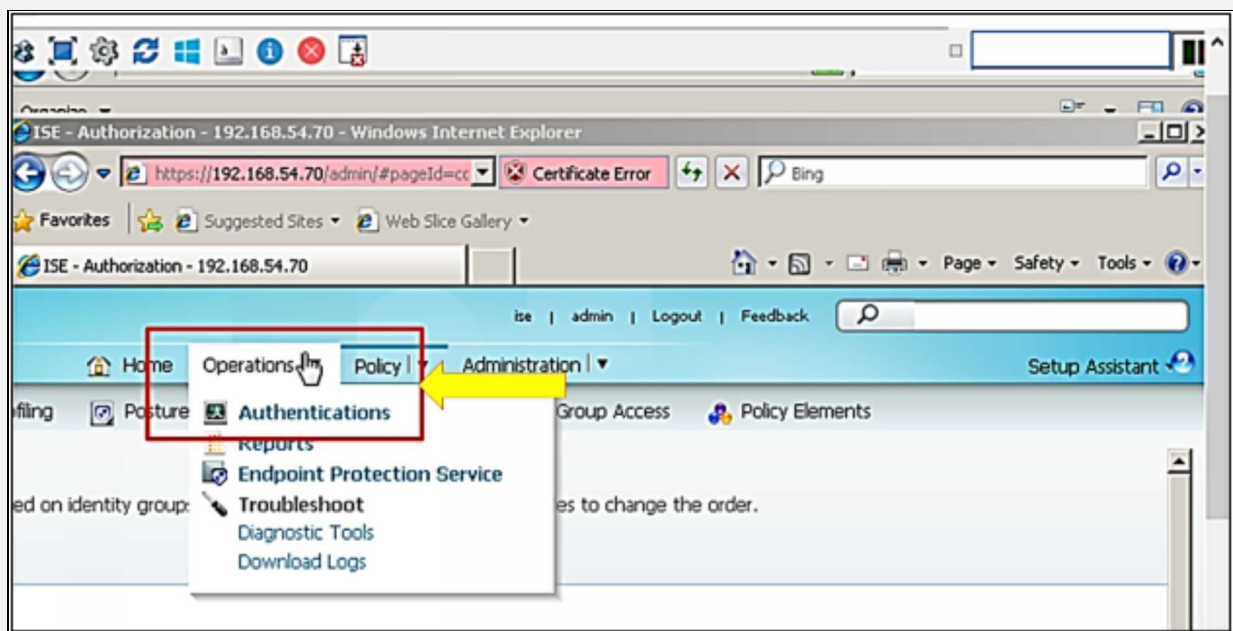 Organize
ISE - Authorization - 192.168.54.70 - Windows Internet Explorer
https://192.168.54.70/admin/#pageId=cc Certificate Error Bing
Favorites Suggested Sites Web Slice Gallery
ISE - Authorization - 192.168.54.70 Page Safety Tools
ise | admin | Logout | Feedback
Home Operations Policy | Administration | Setup Assistant
filing Posture Authentications Group Access Policy Elements
Reports
Endpoint Protection Service
ed on identity group Troubleshoot es to change the order.
Diagnostic Tools
Download Logs